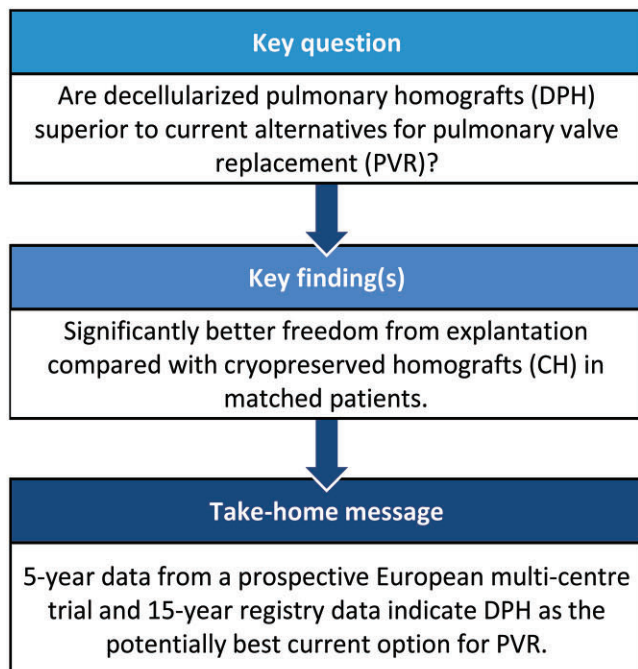 Key question
Are decellularized pulmonary homografts (DPH)
superior to current alternatives for pulmonary valve
replacement (PVR)?
Key finding(s)
Significantly better freedom from explantation
compared with cryopreserved homografts (CH) in
matched patients.
Take-home message
5-year data from a prospective European multi-centre
trial and 15-year registry data indicate DPH as the
potentially best current option for PVR.